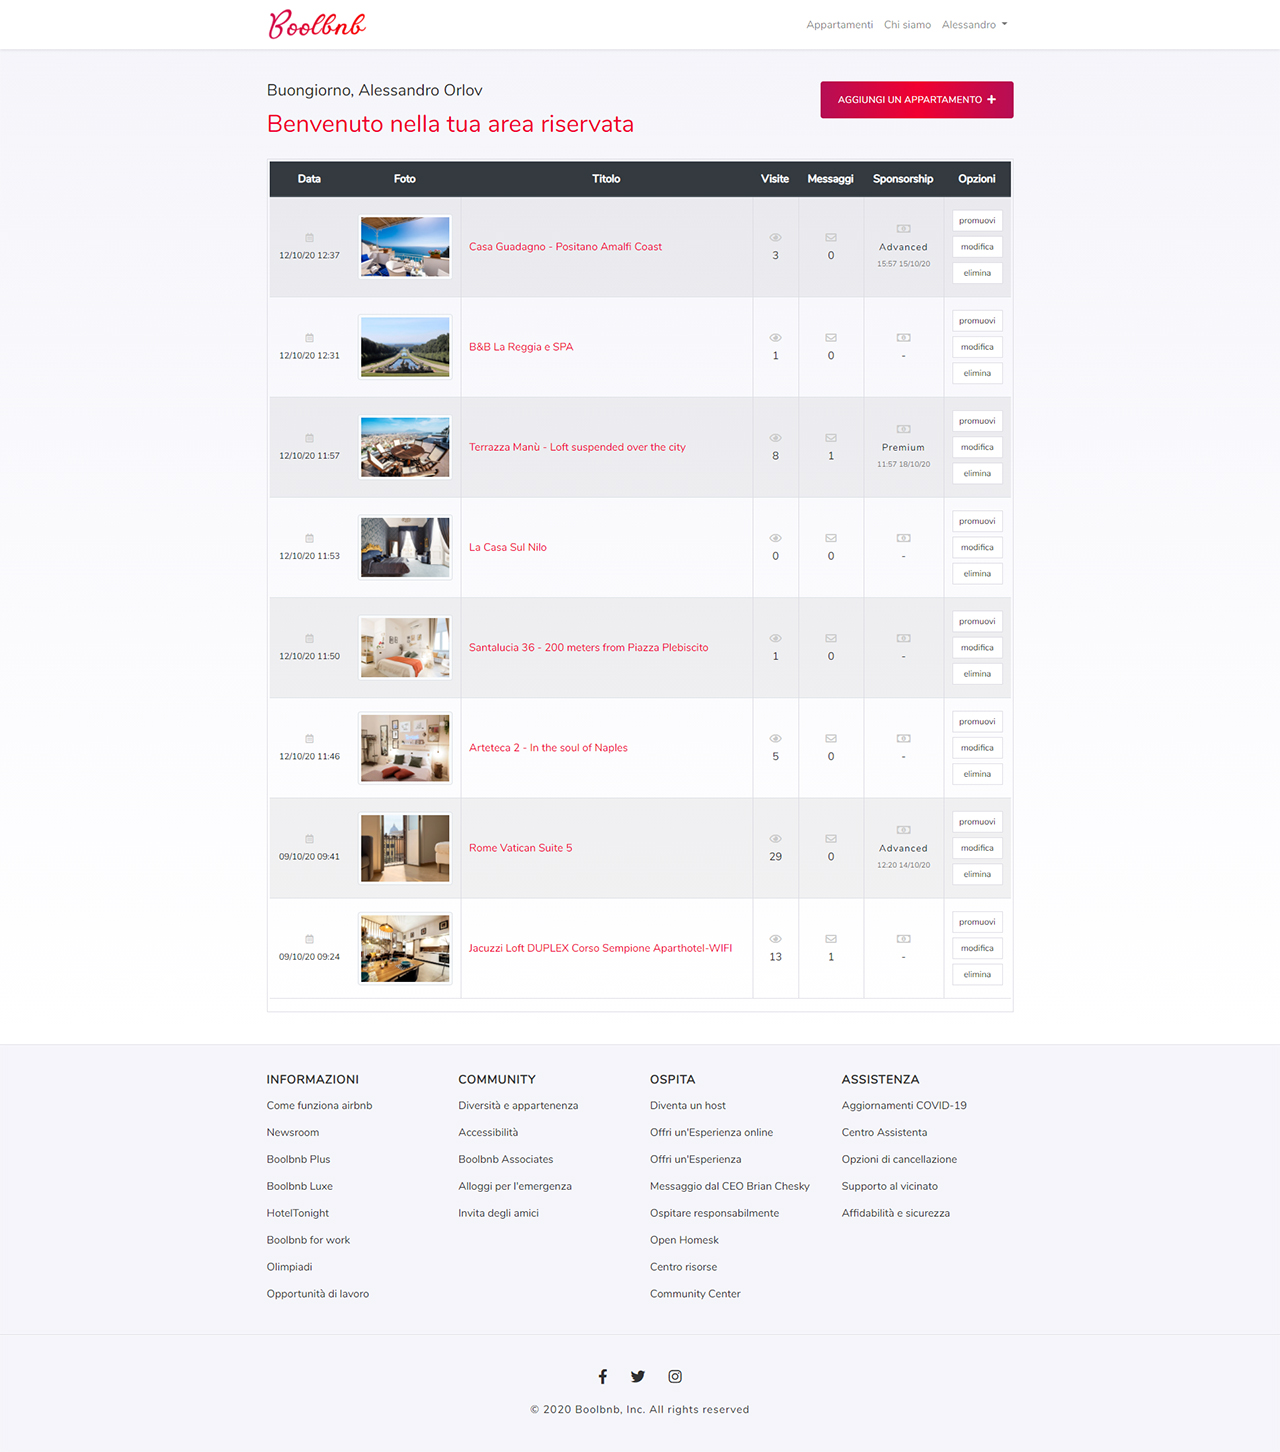 Boolbnb
Appartamenti Chi siamo Alessandro
Buongiorno, Alessandro Orlov
AGGIUNGI UN APPARTAMENTO
Benvenuto nella tua area riservata
Data Foto Titolo Visite Messaggi Sponsorship Opzioni
12/10/20 12:37
Casa Guadagno - Positano Amalfi Coast
3
0
Advanced
15:57 15/10/20
promuovi
modifica
elimina
12/10/20 12:31
B&B La Reggia e SPA
1
0
-
promuovi
modifica
elimina
12/10/20 11:57
Terrazza Manù - Loft suspended over the city
8
1
Premium
11:57 18/10/20
promuovi
modifica
elimina
12/10/20 11:53
La Casa Sul Nilo
0
0
-
promuovi
modifica
elimina
12/10/20 11:50
Santalucia 36 - 200 meters from Piazza Plebiscito
1
0
-
promuovi
modifica
elimina
12/10/20 11:46
Arteteca 2 - In the soul of Naples
5
0
-
promuovi
modifica
elimina
09/10/20 09:41
Rome Vatican Suite 5
29
0
Advanced
12:20 14/10/20
promuovi
modifica
elimina
09/10/20 09:24
Jacuzzi Loft DUPLEX Corso Sempione Aparthotel-WIFI
13
1
-
promuovi
modifica
elimina
INFORMAZIONI
Come funziona airbnb
Newsroom
Boolbnb Plus
Boolbnb Luxe
HotelTonight
Boolbnb for work
Olimpiadi
Opportunità di lavoro
COMMUNITY
Diversità e appartenenza
Accessibilità
Boolbnb Associates
Alloggi per l'emergenza
Invita degli amici
OSPITA
Diventa un host
Offri un'Esperienza online
Offri un'Esperienza
Messaggio dal CEO Brian Chesky
Ospitare responsabilmente
Open Homesk
Centro risorse
Community Center
ASSISTENZA
Aggiornamenti COVID-19
Centro Assistenta
Opzioni di cancellazione
Supporto al vicinato
Affidabilità e sicurezza
© 2020 Boolbnb, Inc. All rights reserved